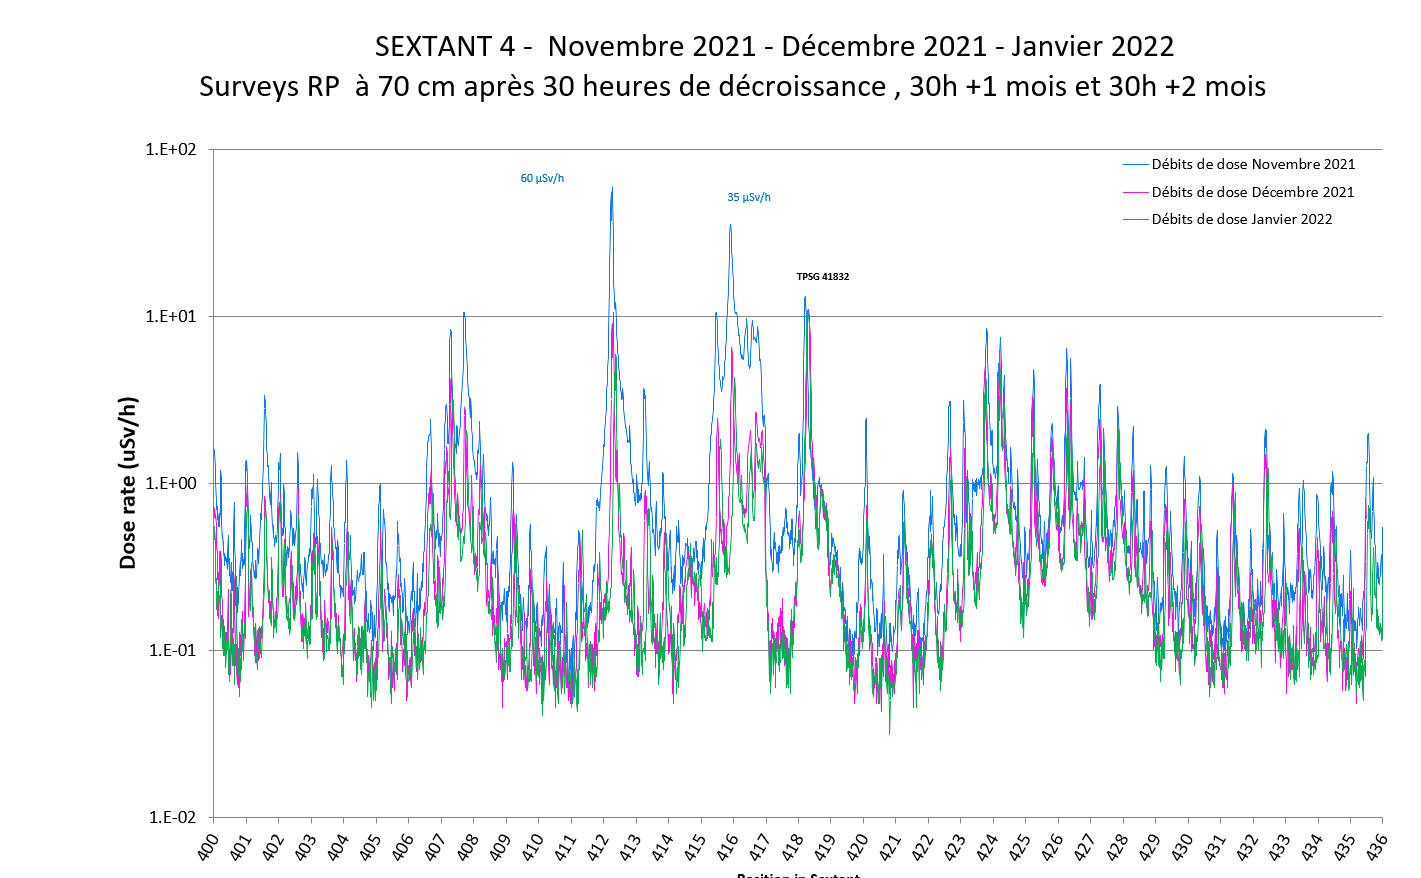 SEXTANT 4 -  Novembre 2021 - Décembre 2021 - Janvier 2022
Surveys RP  à 70 cm après 30 heures de décroissance , 30h +1 mois et 30h +2 mois
1.E+02
Débits de dose Novembre 2021
60 µSv/h
Débits de dose Décembre 2021
35 µSv/h
Débits de dose Janvier 2022
TPSG 41832
1.E+01
Dose rate (uSv/h)
1.E+00
1.E-01
1.E-02
400 401 402 403 404 405 406 407 408 409 410 411 412 413 414 415 416 417 418 419 420 421 422 423 424 425 426 427 428 429 430 431 432 433 434 435 436
Position in Sextant